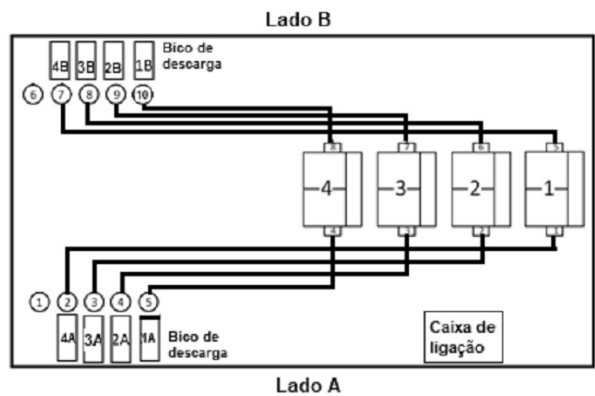 Lado B
4B 3B 2B 1B
Bico de
descarga
6 7 8 9 10
8 7 6 5
4 3 2 1
4 3 2 1
1 2 3 4 5
4A 3A 2A 1A
Bico de
descarga
Caixa de
ligação
Lado A